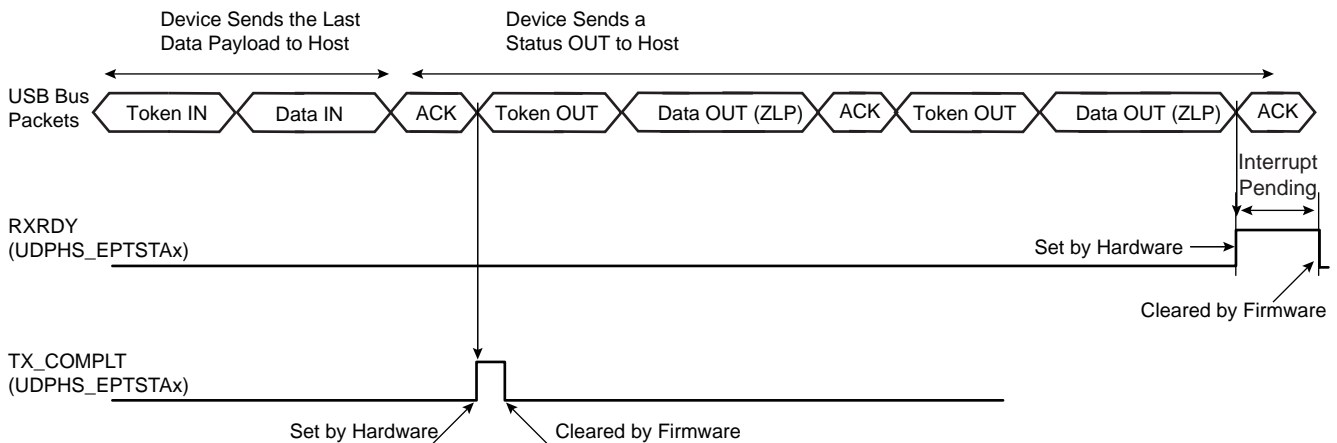 Device Sends the Last
Data Payload to Host
Device Sends a
Status OUT to Host
USB Bus
Packets
Token IN
Data IN
ACK
Token OUT
Data OUT (ZLP)
ACK
Token OUT
Data OUT (ZLP)
ACK
Interrupt
Pending
RXRDY
(UDPHS_EPTSTAx)
Set by Hardware
Cleared by Firmware
TX_COMPLT
(UDPHS_EPTSTAx)
Set by Hardware
Cleared by Firmware